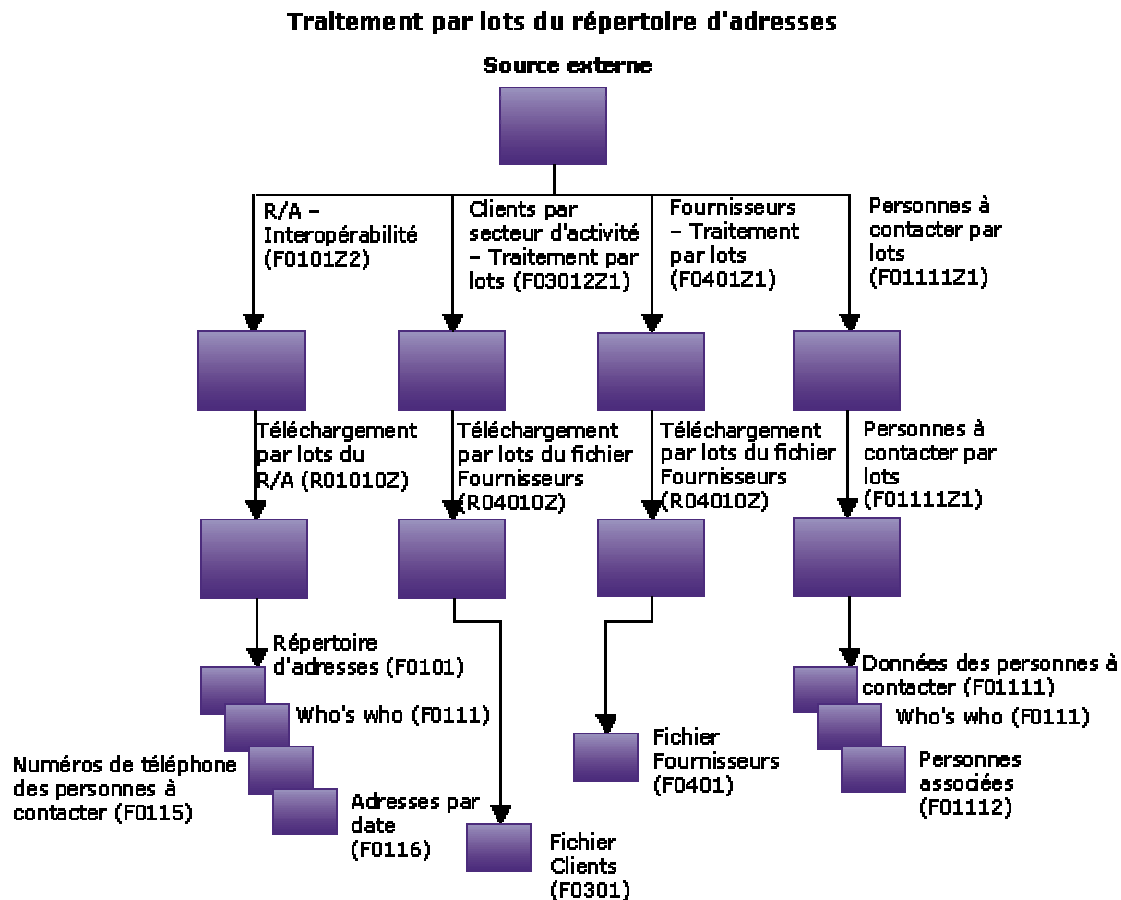 Traitement par lots du répertoire d'adresses
Source externe
R/A –
Interopérabilité
(F0101Z2)
Clients par
secteur d'activité
– Traitement par
lots (F03012Z1)
Fournisseurs
– Traitement
par lots
(F0401Z1)
Personnes à
contacter par
lots
(F01111Z1)
Téléchargement
par lots du
R/A (R01010Z)
Téléchargement
par lots du fichier
Fournisseurs
(R04010Z)
Téléchargement
par lots du fichier
Fournisseurs
(R04010Z)
Personnes à
contacter par
lots
(F01111Z1)
Répertoire
d'adresses (F0101)
Who's who (F0111)
Numéros de téléphone
des personnes à
contacter (F0115)
Adresses par
date
(F0116)
Fichier
Clients
(F0301)
Fichier
Fournisseurs
(F0401)
Données des personnes à
contacter (F01111)
Who's who (F0111)
Personnes
associées
(F01112)